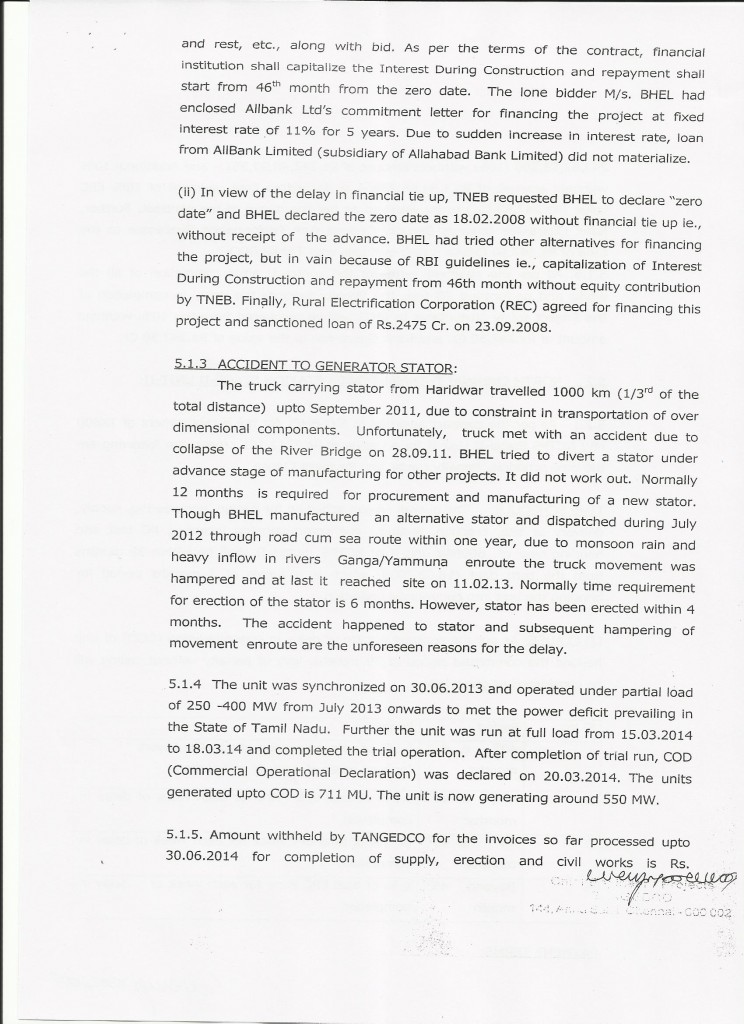 and rest, etc., along with bid. As per the terms of the contract, financial
institution shall capitalize the Interest During Construction and repayment shall
start from 46th month from the zero date. The lone bidder M/s. BHEL had
enclosed Allbank Ltd's commitment letter for financing the project at fixed
interest rate of 11% for 5 years. Due to sudden increase in interest rate, loan
from AllBank Limited (subsidiary of Allahabad Bank Limited) did not materialize.
(ii) In view of the delay in financial tie up, TNEB requested BHEL to declare "zero
date" and BHEL declared the zero date as 18.02.2008 without financial tie up ie.,
without receipt of the advance. BHEL had tried other alternatives for financing
the project, but in vain because of RBI guidelines ie., capitalization of Interest
During Construction and repayment from 46th month without equity contribution
by TNEB. Finally, Rural Electrification Corporation (REC) agreed for financing this
project and sanctioned loan of Rs.2475 Cr. on 23.09.2008.
5.1.3 ACCIDENT TO GENERATOR STATOR:
The truck carrying stator from Haridwar travelled 1000 km (1/3rd of the
total distance) upto September 2011, due to constraint in transportation of over
dimensional components. Unfortunately, truck met with an accident due to
collapse of the River Bridge on 28.09.11. BHEL tried to divert a stator under
advance stage of manufacturing for other projects. It did not work out. Normally
12 months is required for procurement and manufacturing of a new stator.
Though BHEL manufactured an alternative stator and dispatched during July
2012 through road cum sea route within one year, due to monsoon rain and
heavy inflow in rivers Ganga/Yammuna enroute the truck movement was
hampered and at last it reached site on 11.02.13. Normally time requirement
for erection of the stator is 6 months. However, stator has been erected within 4
months. The accident happened to stator and subsequent hampering of
movement enroute are the unforeseen reasons for the delay.
5.1.4 The unit was synchronized on 30.06.2013 and operated under partial load
of 250 -400 MW from July 2013 onwards to met the power deficit prevailing in
the State of Tamil Nadu. Further the unit was run at full load from 15.03.2014
to 18.03.14 and completed the trial operation. After completion of trial run, COD
(Commercial Operational Declaration) was declared on 20.03.2014. The units
generated upto COD is 711 MU. The unit is now generating around 550 MW.
5.1.5. Amount withheld by TANGEDCO for the invoices so far processed upto
30.06.2014 for completion of supply, erection and civil works is Rs.
Projects
144, Chennai - 600 002